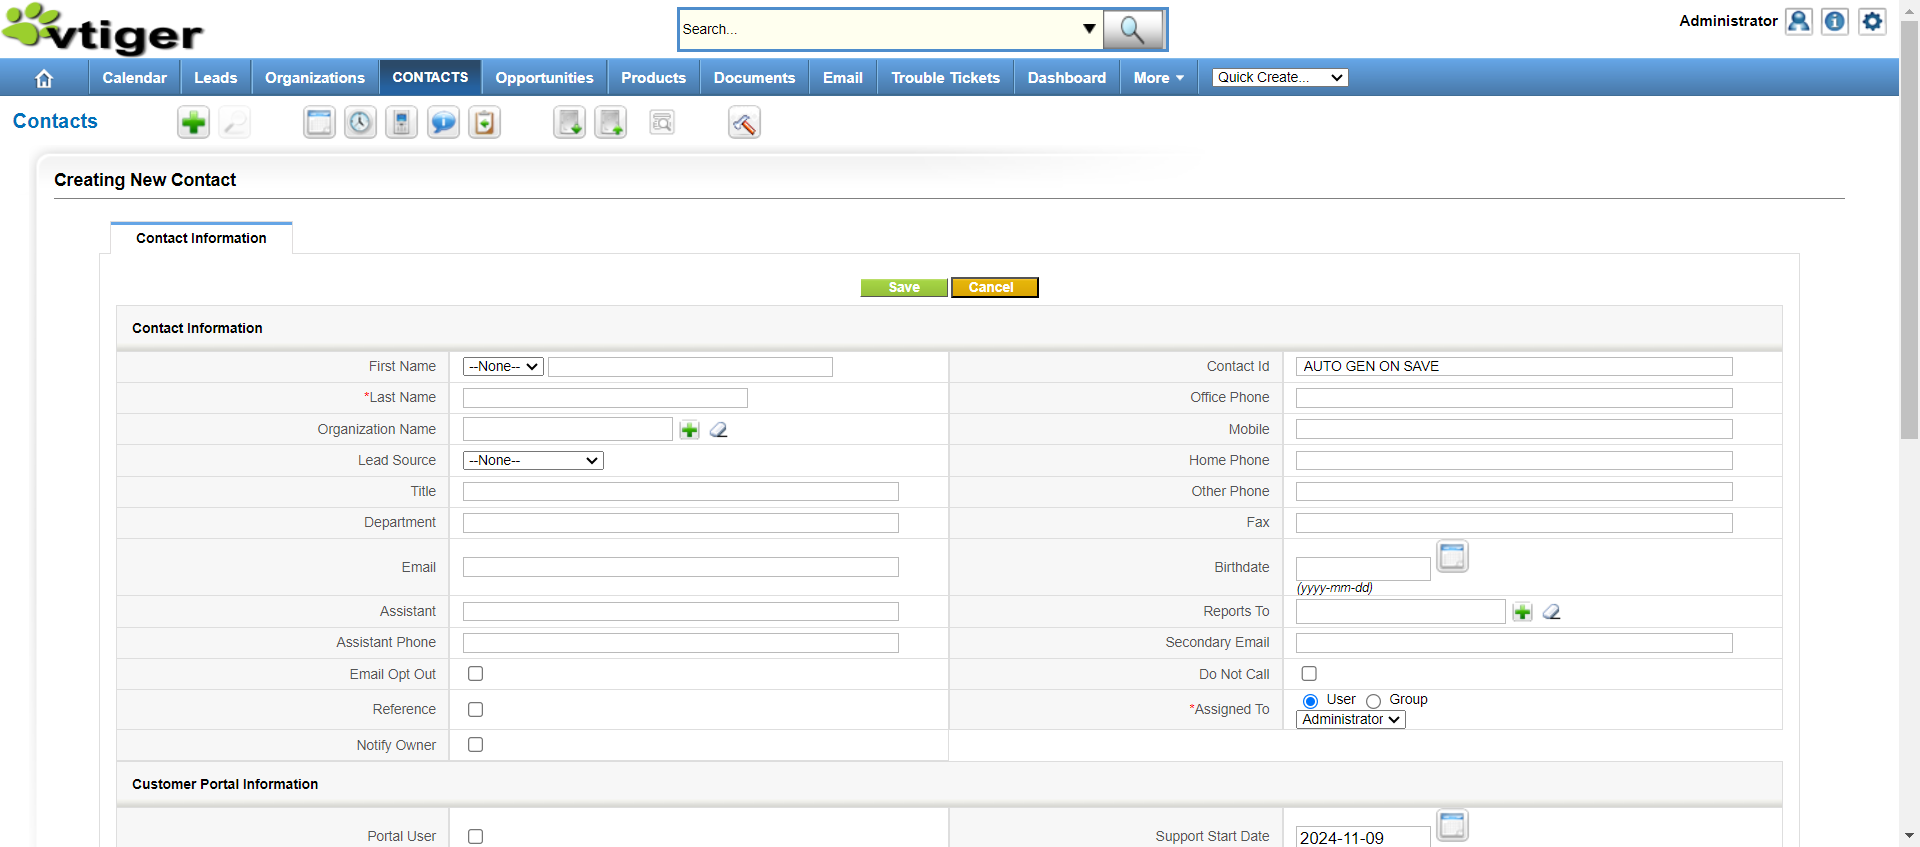 vtiger
Search...
Administrator
Calendar Leads Organizations CONTACTS Opportunities Products Documents Email Trouble Tickets Dashboard More Quick Create...
Contacts
Creating New Contact
Contact Information
Save Cancel
Contact Information
First Name --None-- Contact Id AUTO GEN ON SAVE
*Last Name Office Phone
Organization Name Mobile
Lead Source --None-- Home Phone
Title Other Phone
Department Fax
Email Birthdate
(yyyy-mm-dd)
Assistant Reports To
Assistant Phone Secondary Email
Email Opt Out Do Not Call
Reference *Assigned To User Group
Administrator
Notify Owner
Customer Portal Information
Portal User Support Start Date 2024-11-09